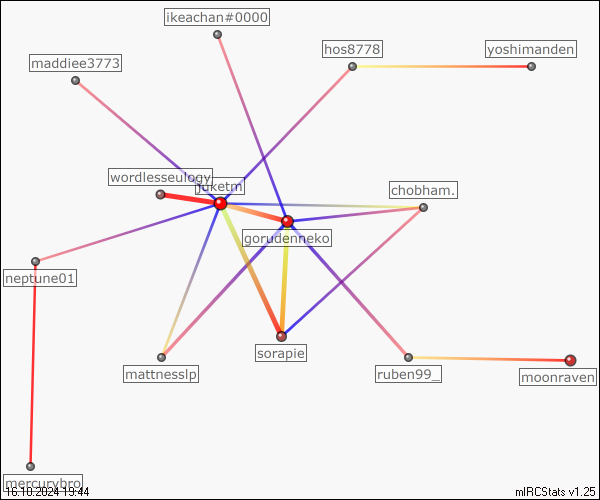 ikeachan#0000
hos8778
yoshimanden
maddiee3773
wordlesseulogy
juketm
chobham.
gorudenneko
neptune01
sorapie
mattnesslp
ruben99_
moonraven
mercurybro
16.10.2024 19:44
mIRCStats v1.25